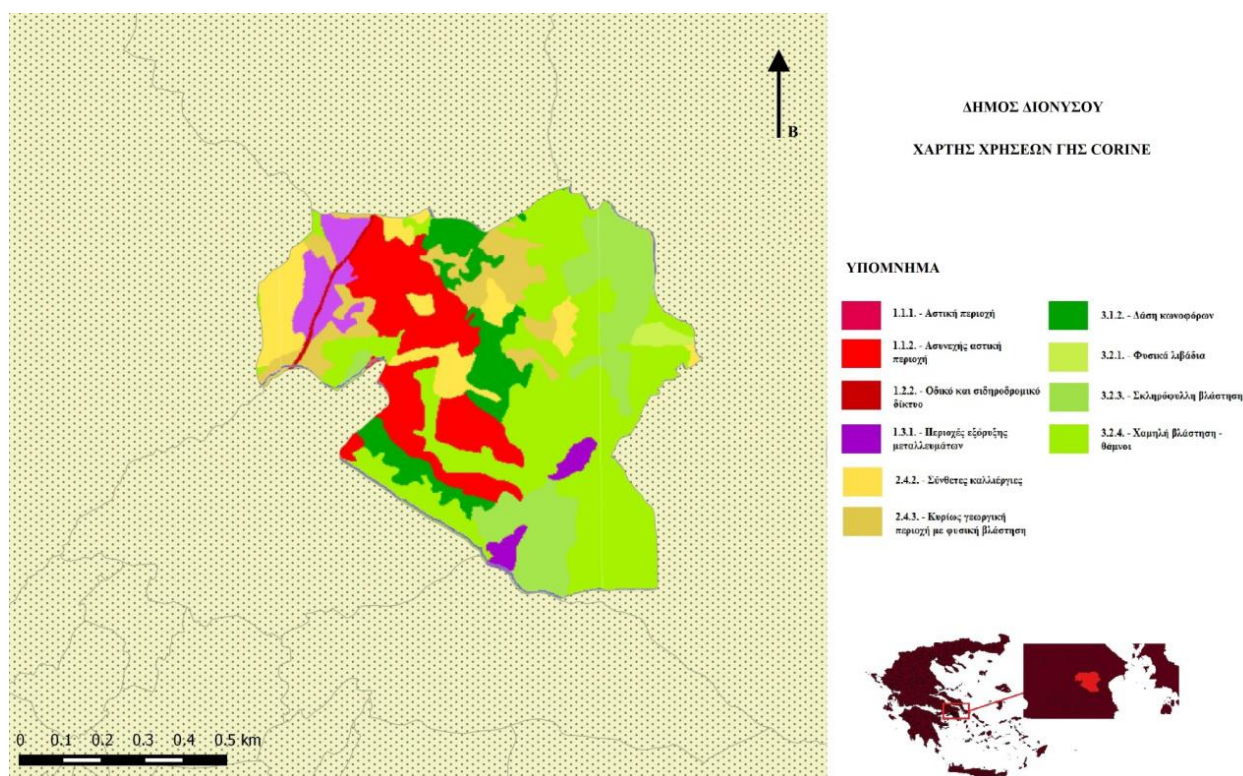 B
ΔΗΜΟΣ ΔΙΟΝΥΣΟΥ
ΧΑΡΤΗΣ ΧΡΗΣΕΩΝ ΓΗΣ CORINE
ΥΠΟΜΝΗΜΑ
1.1.1. - Αστική περιοχή
1.1.2. - Ασυνεχής αστική
περιοχή
1.2.2. - Οδικό και σιδηροδρομικό
δίκτυο
1.3.1. - Περιοχές εξόρυξης
μεταλλευμάτων
2.4.2. - Σύνθετες καλλιέργιες
2.4.3. - Κυρίως γεωργική
περιοχή με φυσική βλάστηση
3.1.2. - Δάση κωνοφόρων
3.2.1. - Φυσικά λιβάδια
3.2.3. - Σκληρόφυλλη βλάστηση
3.2.4. - Χαμηλή βλάστηση -
θάμνοι
0 0.1 0.2 0.3 0.4 0.5 km